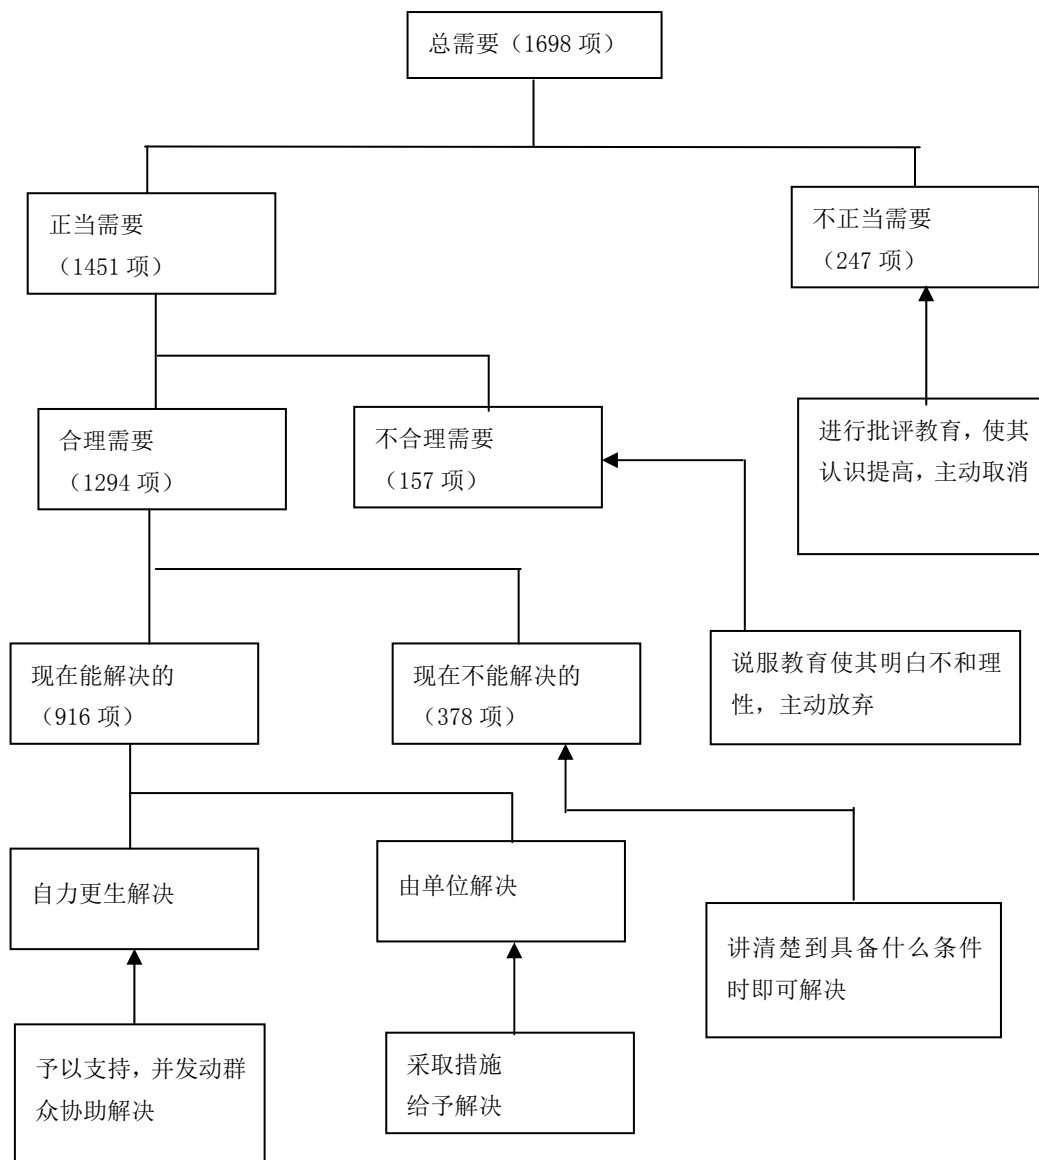 总需要（1698 项）
正当需要
（1451 项）
不正当需要
（247 项）
合理需要
（1294 项）
不合理需要
（157 项）
进行批评教育，使其
认识提高，主动取消
现在能解决的
（916 项）
现在不能解决的
（378 项）
说服教育使其明白不和理
性，主动放弃
自力更生解决
由单位解决
讲清楚到具备什么条件
时即可解决
予以支持，并发动群
众协助解决
采取措施
给予解决